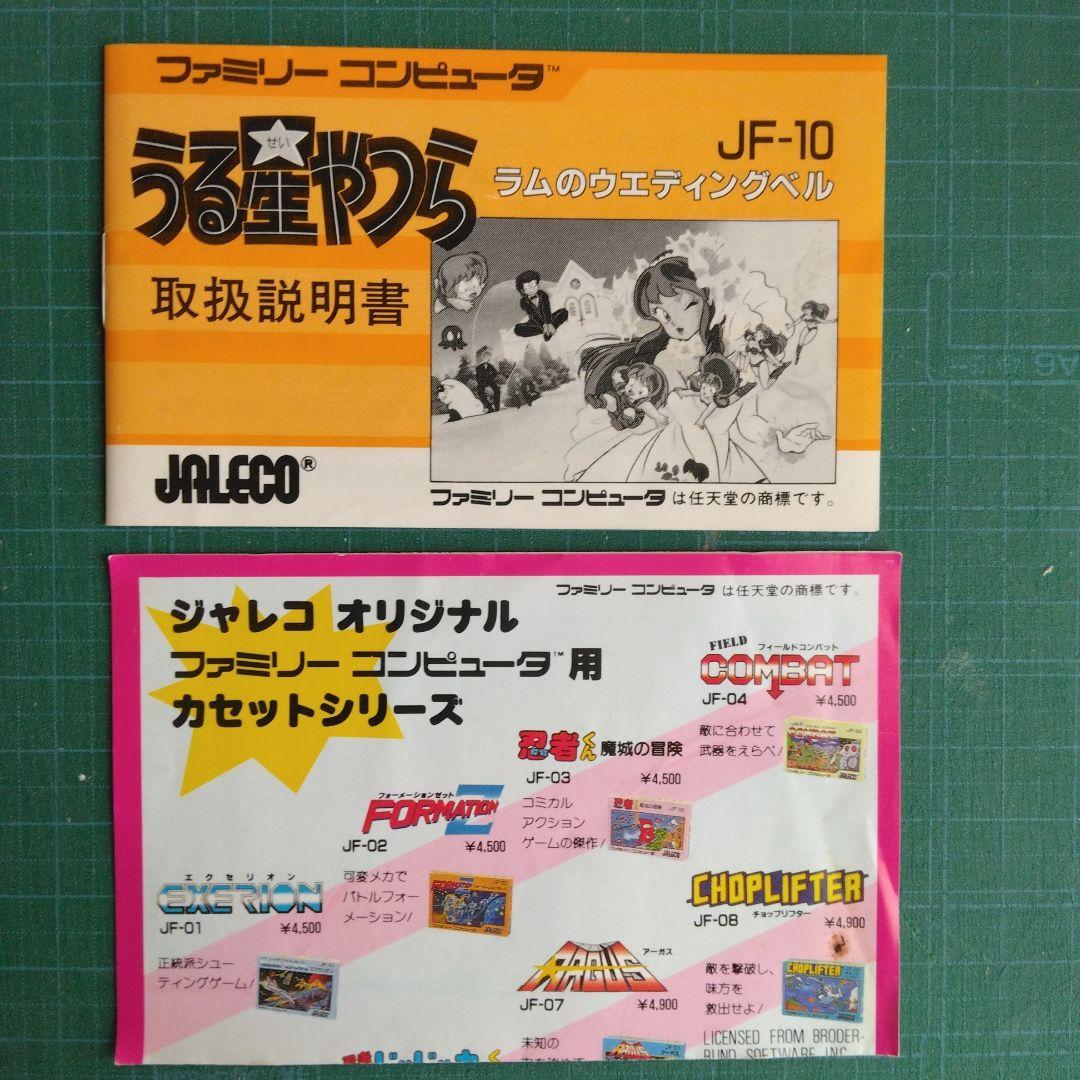 ファミリー コンピュータ™
うる星やつら
せい
JF-10
ラムのウエディングベル
取扱説明書
JALECO®
ファミリー コンピュータ は任天堂の商標です。
ファミリー コンピュータ は任天堂の商標です。
ジャレコ オリジナル
ファミリー コンピュータ™用
カセットシリーズ
FIELD
フィールドコンバット
COMBAT
JF-04 ¥4,500
敵に合わせて
武器をえらべ!
忍者くん 魔城の冒険
JF-03 ¥4,500
コミカル
アクション
ゲームの傑作!
フォーメーションゼット
FORMATION Z
JF-02 ¥4,500
可変メカで
バトルフォー
メーション!
エクセリオン
EXERION
JF-01 ¥4,500
正統派シュー
ティングゲーム!
CHOPLIFTER
チョップリフター
JF-08 ¥4,900
敵を撃破し、
味方を
救出せよ!
LICENSED FROM BRODER-
BUND SOFTWARE INC.
アーガス
ARGUS
JF-07 ¥4,900
未知の